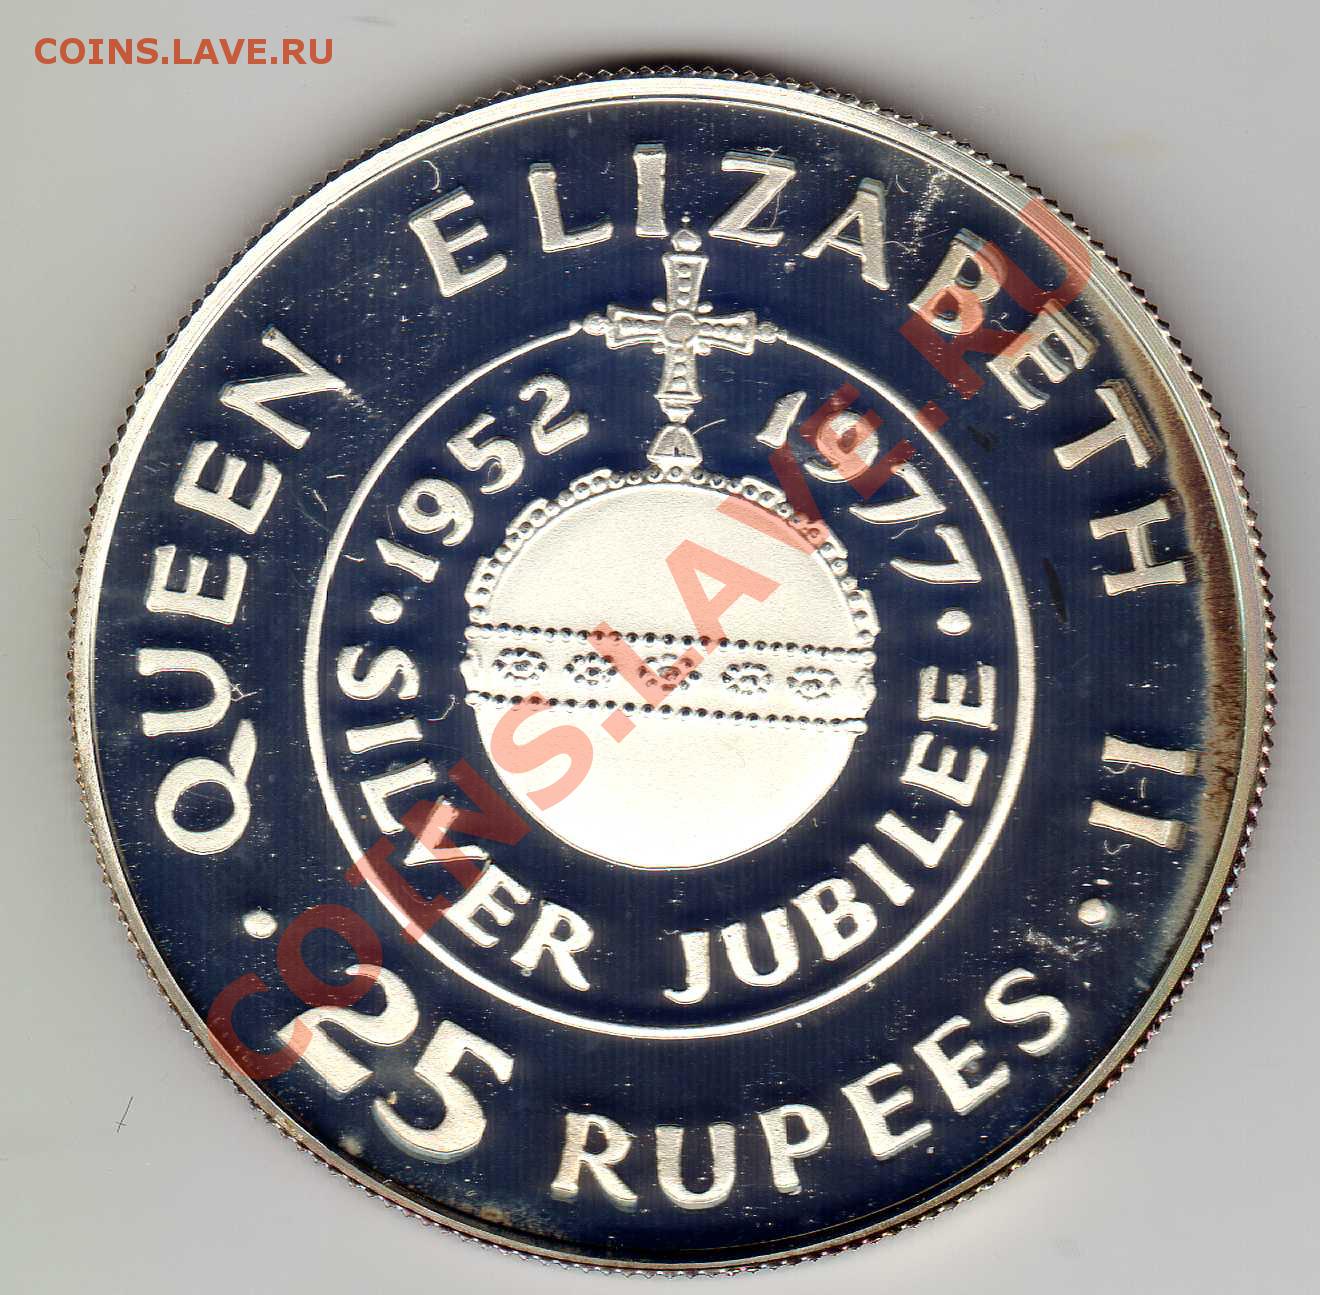 COINS.LAVE.RU
QUEEN ELIZABETH II
1952
1977
SILVER JUBILEE
25 RUPEES
COINS.LAVE.RU